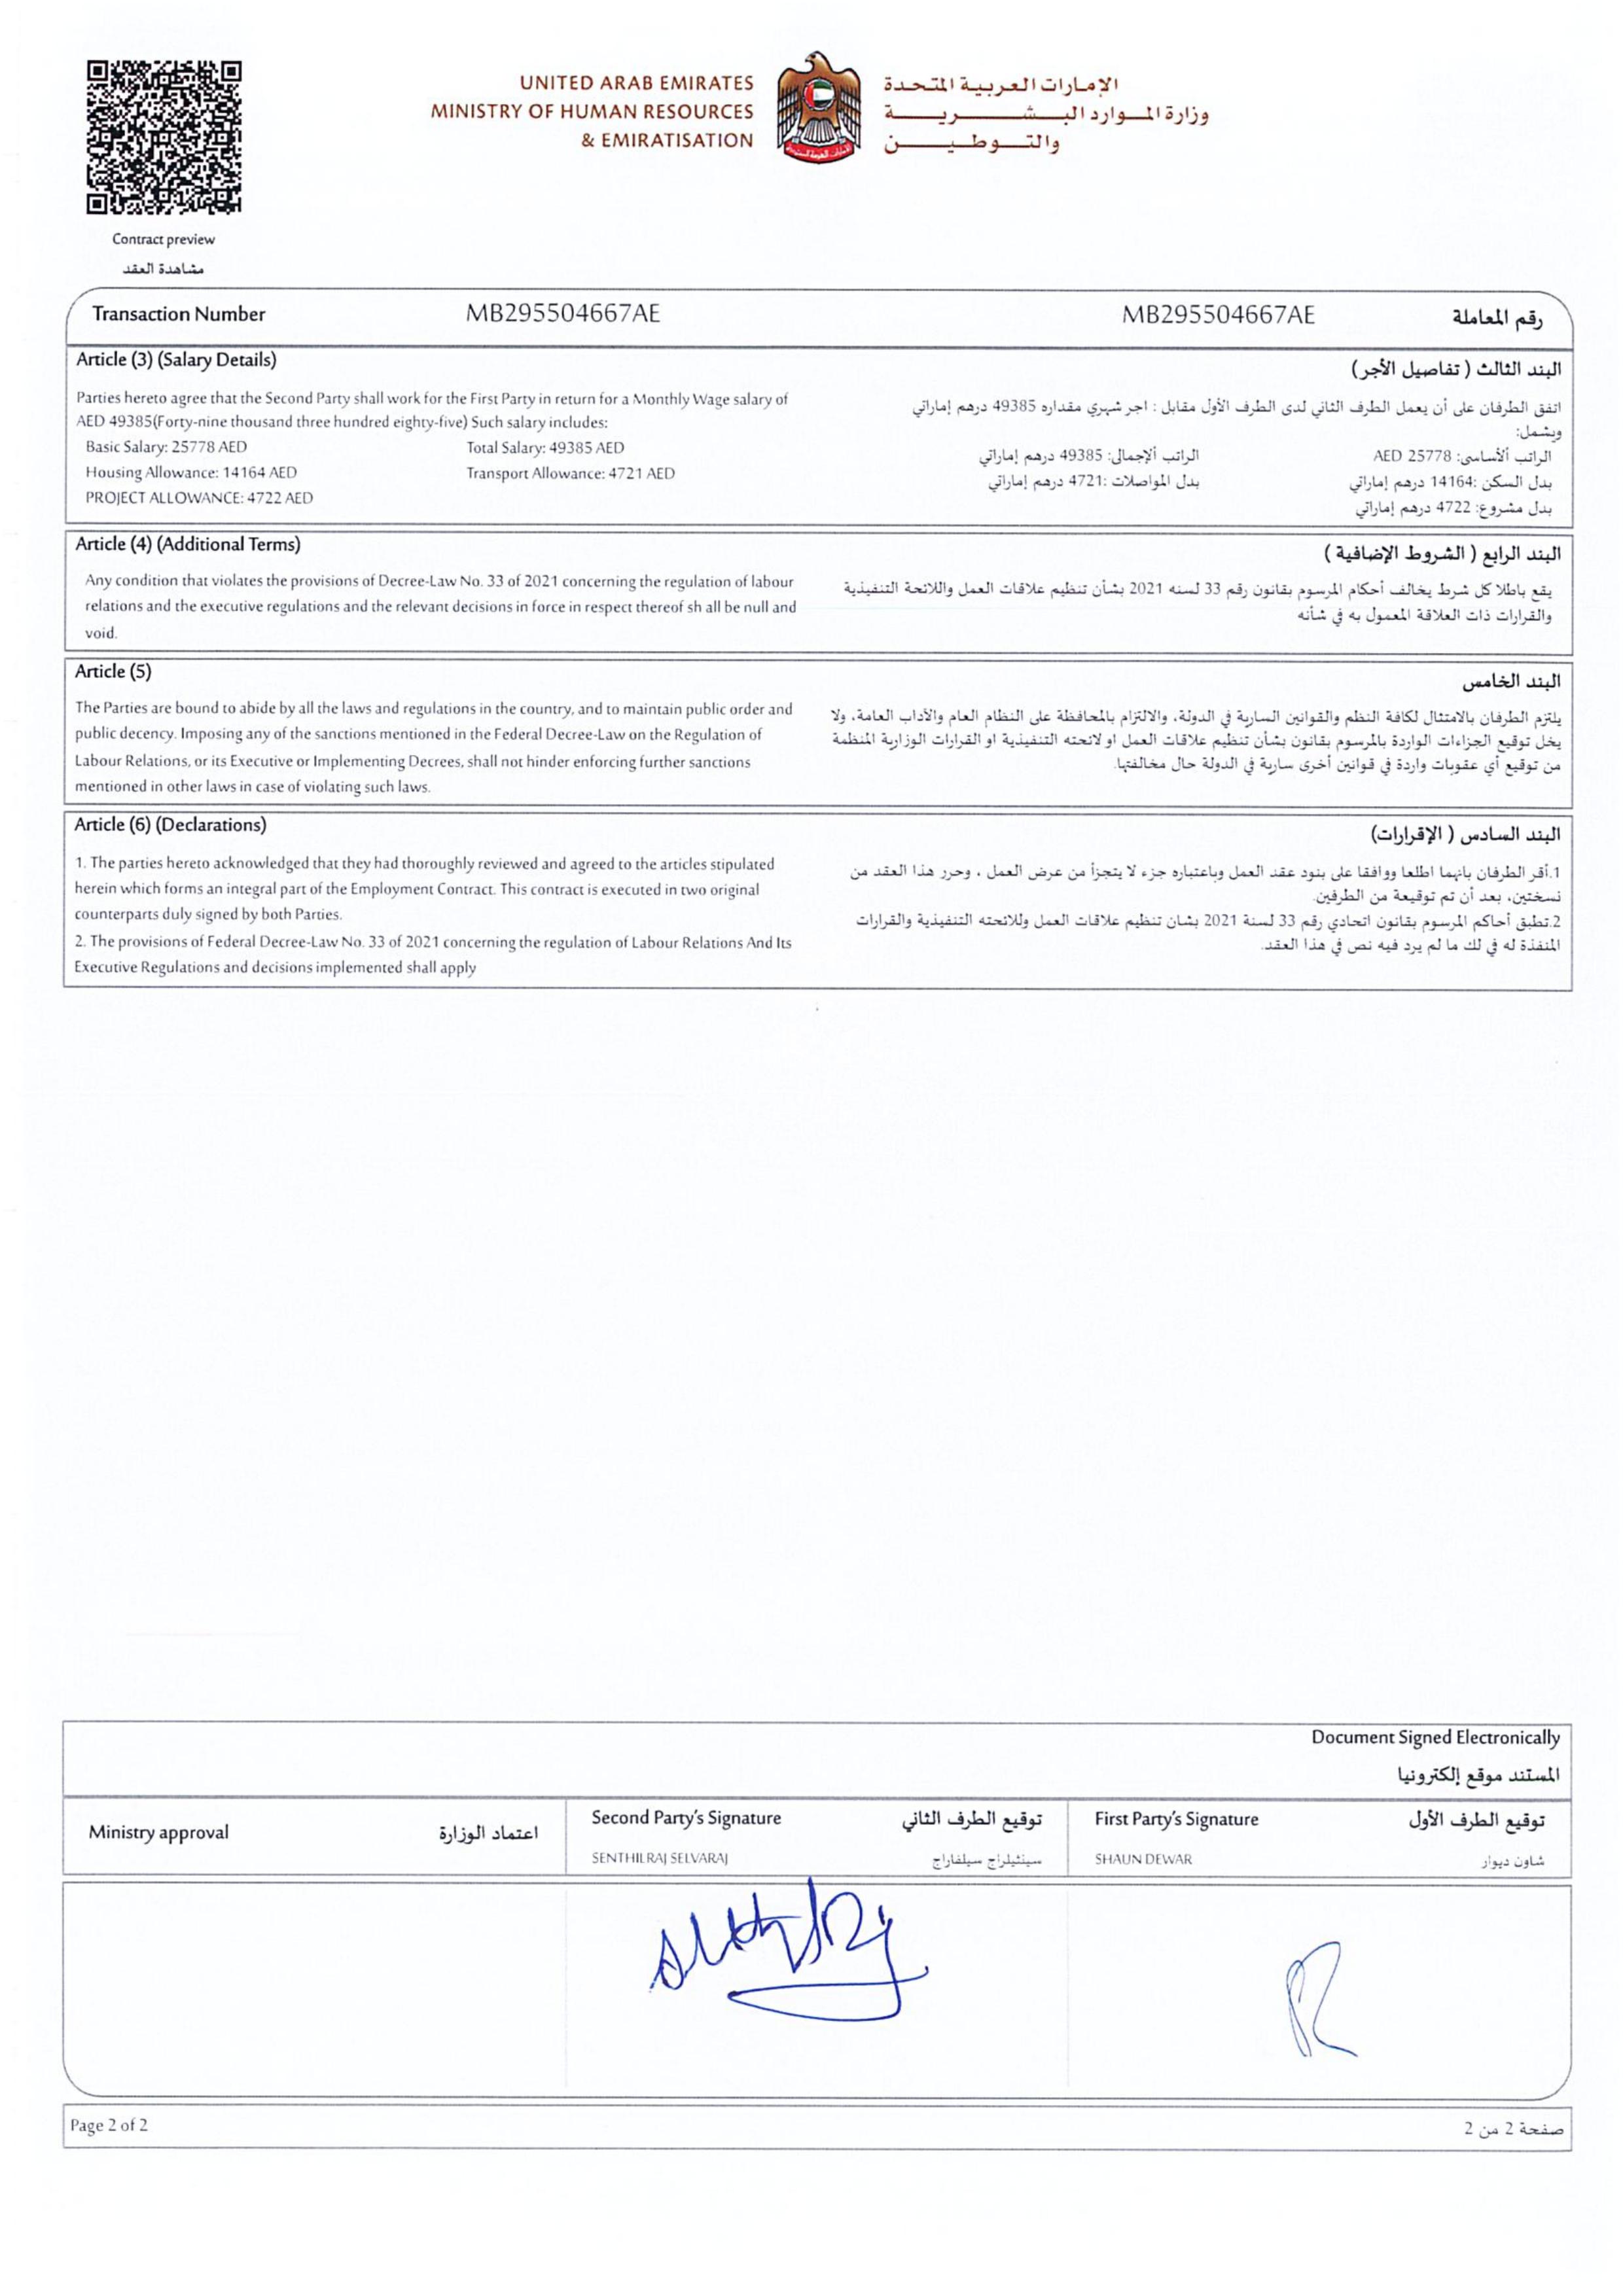 UNITED ARAB EMIRATES
MINISTRY OF HUMAN RESOURCES
& EMIRATISATION
الإمارات العربية المتحدة
وزارة الموارد البشرية
والتوطين
Contract preview
مشاهدة العقد
Transaction Number MB295504667AE
MB295504667AE رقم المعاملة
Article (3) (Salary Details)
Parties hereto agree that the Second Party shall work for the First Party in return for a Monthly Wage salary of
AED 49385(Forty-nine thousand three hundred eighty-five) Such salary includes:
Basic Salary: 25778 AED Total Salary: 49385 AED
Housing Allowance: 14164 AED Transport Allowance: 4721 AED
PROJECT ALLOWANCE: 4722 AED
البند الثالث ( تفاصيل الأجر)
اتفق الطرفان على أن يعمل الطرف الثاني لدى الطرف الأول مقابل : اجر شهري مقداره 49385 درهم إماراتي
ويشمل:
الراتب ألأساسى: 25778 AED الراتب ألإجمالى: 49385 درهم إماراتي
بدل السكن :14164 درهم إماراتي بدل المواصلات :4721 درهم إماراتي
بدل مشروع: 4722 درهم إماراتي
Article (4) (Additional Terms)
Any condition that violates the provisions of Decree-Law No. 33 of 2021 concerning the regulation of labour
relations and the executive regulations and the relevant decisions in force in respect thereof sh all be null and
void.
البند الرابع ( الشروط الإضافية )
يقع باطلا كل شرط يخالف أحكام المرسوم بقانون رقم 33 لسنه 2021 بشأن تنظيم علاقات العمل واللائحة التنفيذية
والقرارات ذات العلاقة المعمول به في شأنه
Article (5)
The Parties are bound to abide by all the laws and regulations in the country, and to maintain public order and
public decency. Imposing any of the sanctions mentioned in the Federal Decree-Law on the Regulation of
Labour Relations, or its Executive or Implementing Decrees, shall not hinder enforcing further sanctions
mentioned in other laws in case of violating such laws.
البند الخامس
يلتزم الطرفان بالامتثال لكافة النظم والقوانين السارية في الدولة، والالتزام بالمحافظة على النظام العام والآداب العامة، ولا
يخل توقيع الجزاءات الواردة بالمرسوم بقانون بشأن تنظيم علاقات العمل او لانحته التنفيذية او القرارات الوزارية المنظمة
من توقيع أي عقوبات واردة في قوانين أخرى سارية في الدولة حال مخالفتها.
Article (6) (Declarations)
1. The parties hereto acknowledged that they had thoroughly reviewed and agreed to the articles stipulated
herein which forms an integral part of the Employment Contract. This contract is executed in two original
counterparts duly signed by both Parties.
2. The provisions of Federal Decree-Law No. 33 of 2021 concerning the regulation of Labour Relations And Its
Executive Regulations and decisions implemented shall apply
البند السادس ( الإقرارات)
1.أقر الطرفان بانهما اطلعا ووافقا على بنود عقد العمل وباعتباره جزء لا يتجزأ من عرض العمل ، وحرر هذا العقد من
نسختين، بعد أن تم توقيعة من الطرفين.
2.تطبق أحاكم المرسوم بقانون اتحادي رقم 33 لسنة 2021 بشان تنظيم علاقات العمل وللانحته التنفيذية والقرارات
المنفذة له في لك ما لم يرد فيه نص في هذا العقد.
Document Signed Electronically
المستند موقع إلكترونيا
Ministry approval اعتماد الوزارة
Second Party's Signature توقيع الطرف الثاني
SENTHILRAJ SELVARAJ سينثيلراج سيلفاراج
First Party's Signature توقيع الطرف الأول
SHAUN DEWAR شاون ديوار
Page 2 of 2
صفحة 2 من 2